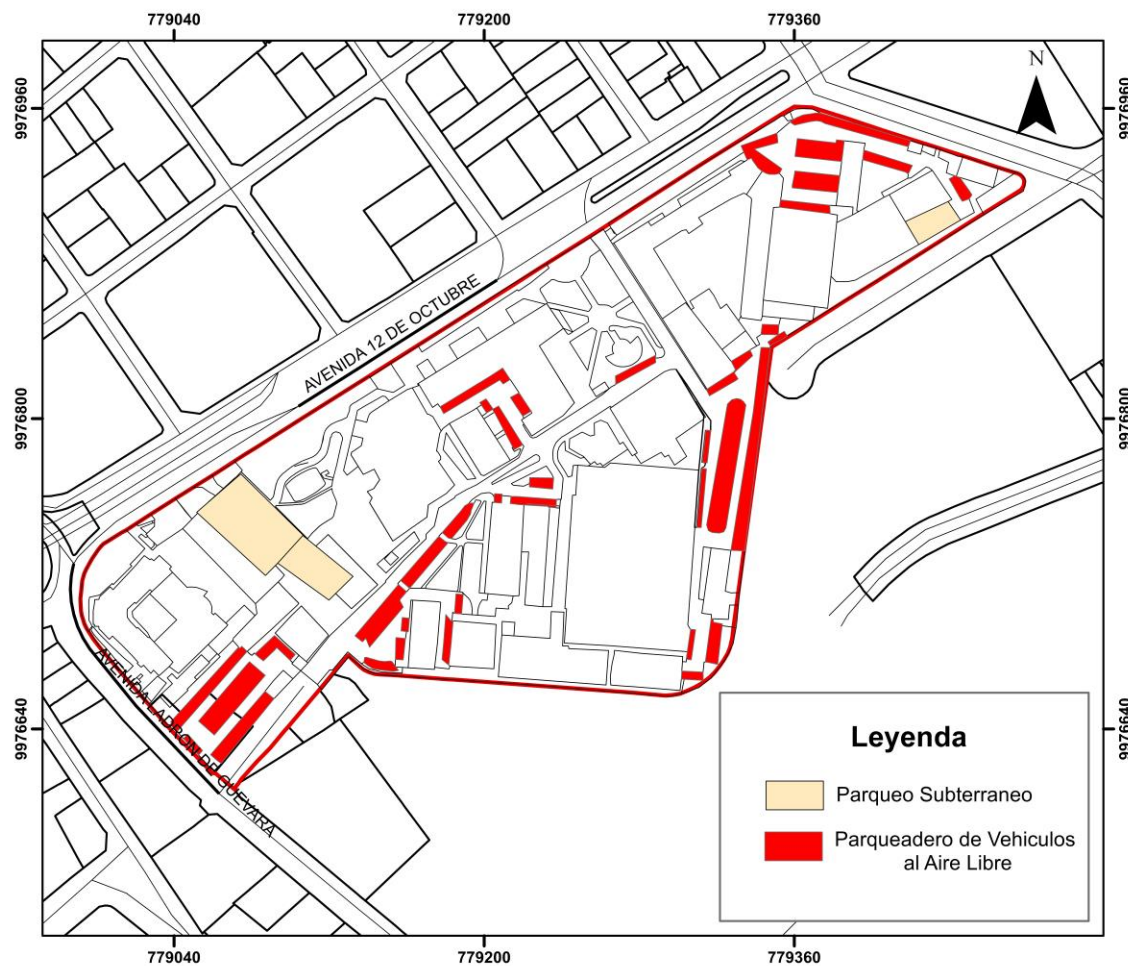 779040
779200
779360
9976960
9976960
N
AVENIDA 12 DE OCTUBRE
9976800
9976800
AVENIDA LADRON DE GUEVARA
9976640
9976640
Leyenda
Parqueo Subterraneo
Parqueadero de Vehiculos
al Aire Libre
779040
779200
779360